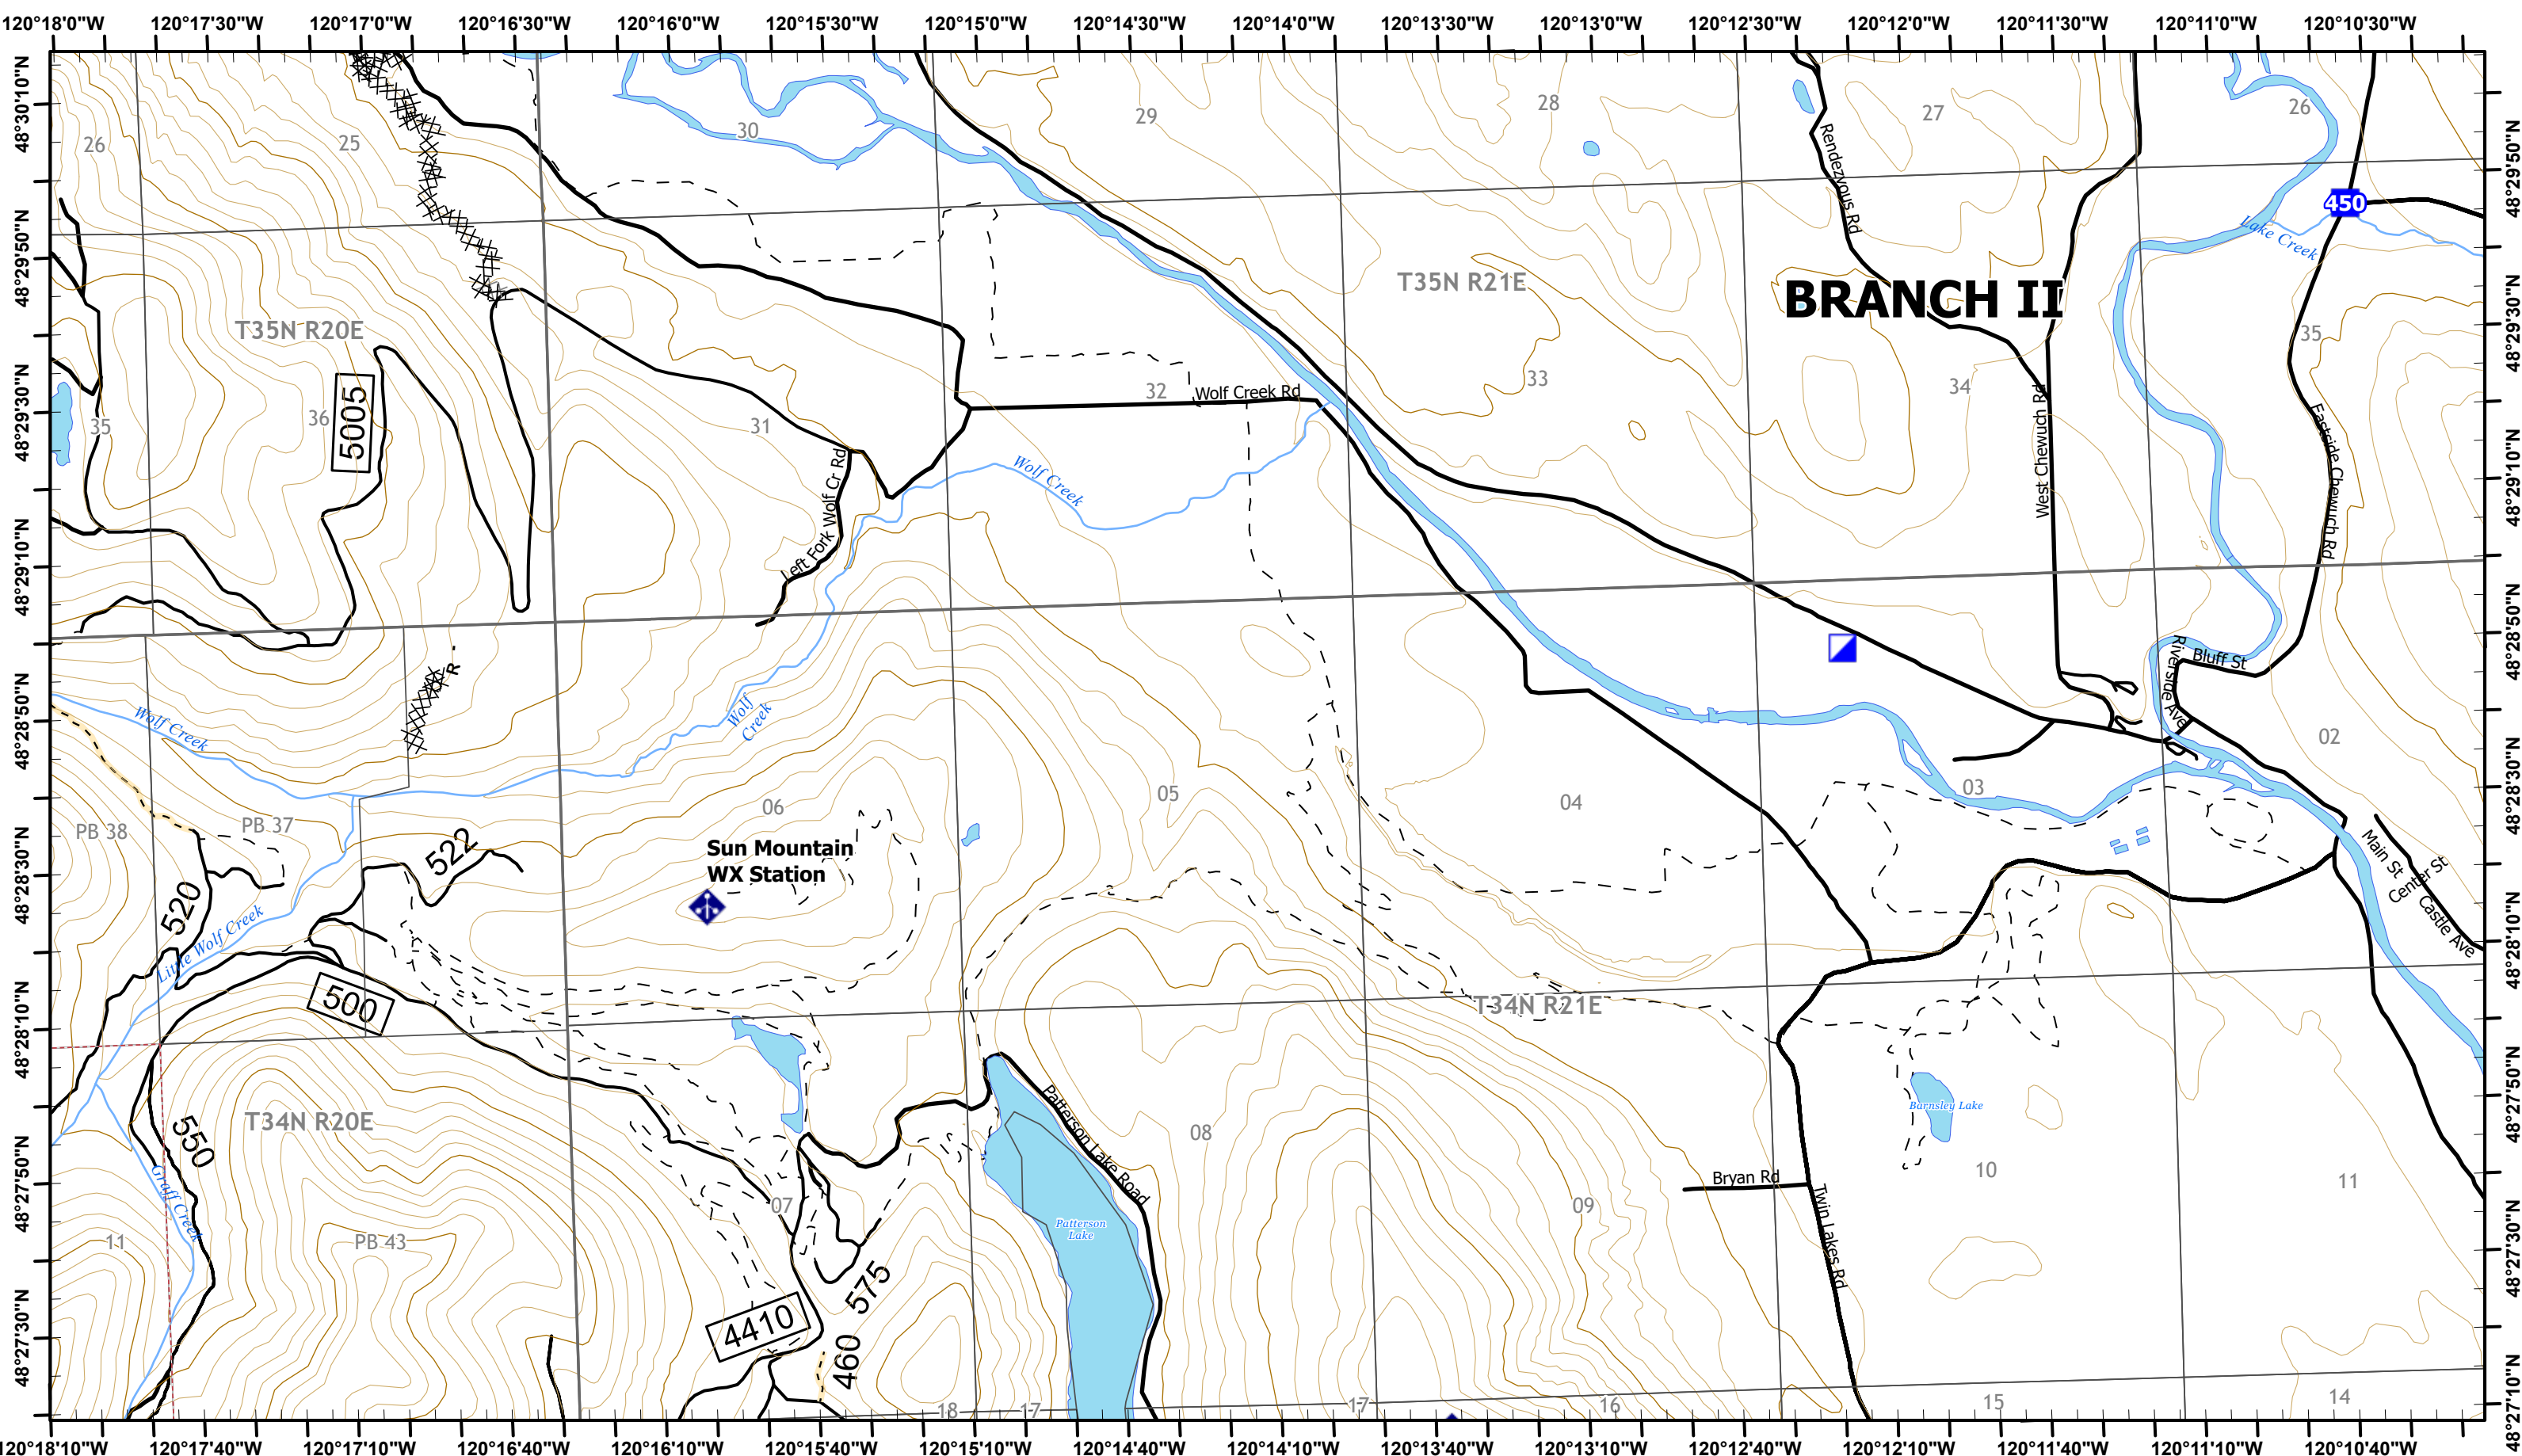 120°18'0"W 120°17'30"W 120°17'0"W 120°16'30"W 120°16'0"W 120°15'30"W 120°15'0"W 120°14'30"W 120°14'0"W 120°13'30"W 120°13'0"W 120°12'30"W 120°12'0"W 120°11'30"W 120°11'0"W 120°10'30"W
48°30'10"N
48°29'50"N
48°29'30"N
48°29'10"N
48°28'50"N
48°28'30"N
48°28'10"N
48°27'50"N
48°27'30"N
48°29'50"N
48°29'30"N
48°29'10"N
48°28'50"N
48°28'30"N
48°28'10"N
47°27'50"N
48°27'30"N
48°27'10"N
26
25
30
29
28
27
26
Rendezvous Rd
450
Lake Creek
T35N R20E
T35N R21E
BRANCH II
35
36
5005
31
32
Wolf Creek Rd
33
34
35
West Chewuch Rd
Eastside Chewuch Rd
Left Fork Wolf Cr Rd
Wolf Creek
R
Wolf Creek
Wolf
Creek
Riverside Ave
Bluff St
02
PB 38
PB 37
522
06
05
04
03
Sun Mountain
WX Station
520
Little Wolf Creek
Main St
Center St
Castle Ave
500
T34N R21E
T34N R20E
550
Graff Creek
Patterson Lake Road
Barnsley Lake
08
10
11
Bryan Rd
Twin Lakes Rd
07
09
Patterson
Lake
11
PB 43
575
4410
460
18
17
17
16
15
14
120°18'10"W 120°17'40"W 120°17'10"W 120°16'40"W 120°16'10"W 120°15'40"W 120°15'10"W 120°14'40"W 120°14'10"W 120°13'40"W 120°13'10"W 120°12'40"W 120°12'10"W 120°11'40"W 120°11'10"W 120°10'40"W